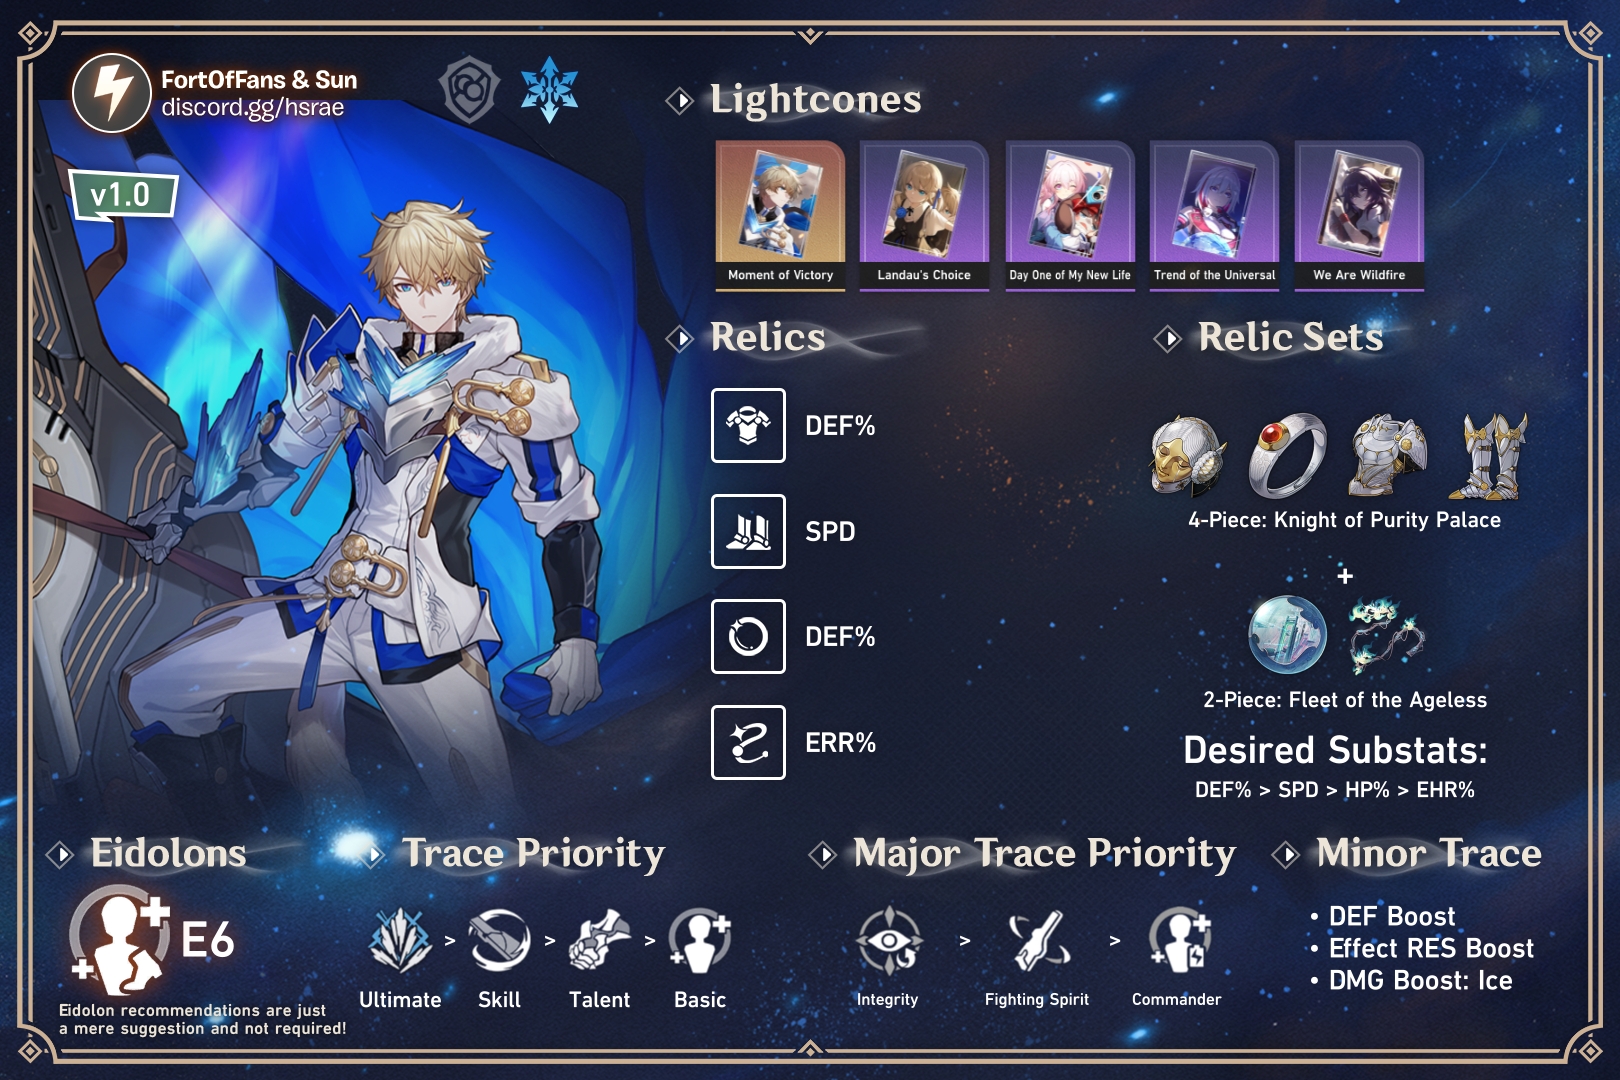 FortOfFans & Sun
discord.gg/hsrae
v1.0
Lightcones
Moment of Victory
Landau's Choice
Day One of My New Life
Trend of the Universal
We Are Wildfire
Relics
DEF%
SPD
DEF%
ERR%
Relic Sets
4-Piece: Knight of Purity Palace
+
2-Piece: Fleet of the Ageless
Desired Substats:
DEF% > SPD > HP% > EHR%
Eidolons
E6
Eidolon recommendations are just
a mere suggestion and not required!
Trace Priority
> > >
Ultimate Skill Talent Basic
Major Trace Priority
> >
Integrity Fighting Spirit Commander
Minor Trace
• DEF Boost
• Effect RES Boost
• DMG Boost: Ice